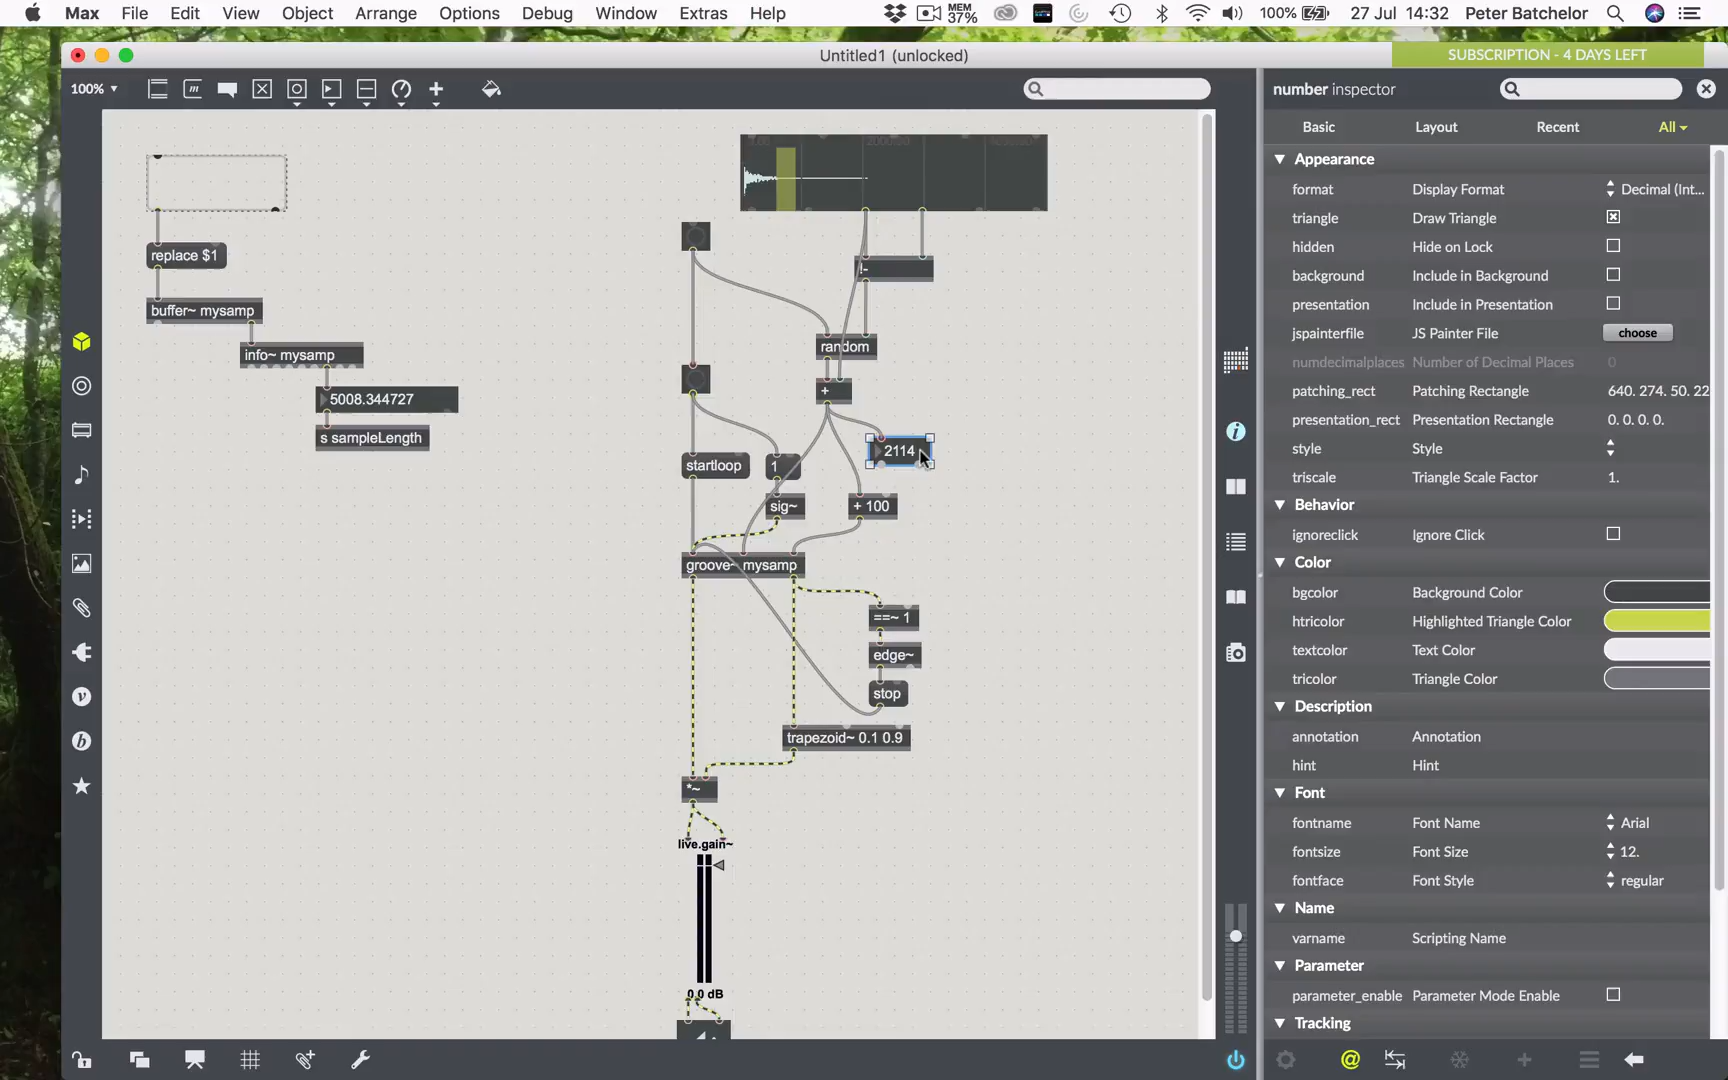 Max File Edit View Object Arrange Options Debug Window Extras Help MEM 37% 100% 27 Jul 14:32 Peter Batchelor
Untitled1 (unlocked)
SUBSCRIPTION - 4 DAYS LEFT
100%
number inspector
Basic Layout Recent All
replace $1
buffer~ mysamp
info~ mysamp
5008.344727
s sampleLength
!-
random
+
2114
startloop
1
sig~
+ 100
groove~ mysamp
==~ 1
edge~
stop
trapezoid~ 0.1 0.9
*~
live.gain~
0.0 dB
Appearance
format Display Format Decimal (Int...
triangle Draw Triangle
hidden Hide on Lock
background Include in Background
presentation Include in Presentation
jspainterfile JS Painter File choose
numdecimalplaces Number of Decimal Places 0
patching_rect Patching Rectangle 640. 274. 50. 22
presentation_rect Presentation Rectangle 0. 0. 0. 0.
style Style
triscale Triangle Scale Factor 1.
Behavior
ignoreclick Ignore Click
Color
bgcolor Background Color
htricolor Highlighted Triangle Color
textcolor Text Color
tricolor Triangle Color
Description
annotation Annotation
hint Hint
Font
fontname Font Name Arial
fontsize Font Size 12.
fontface Font Style regular
Name
varname Scripting Name
Parameter
parameter_enable Parameter Mode Enable
Tracking